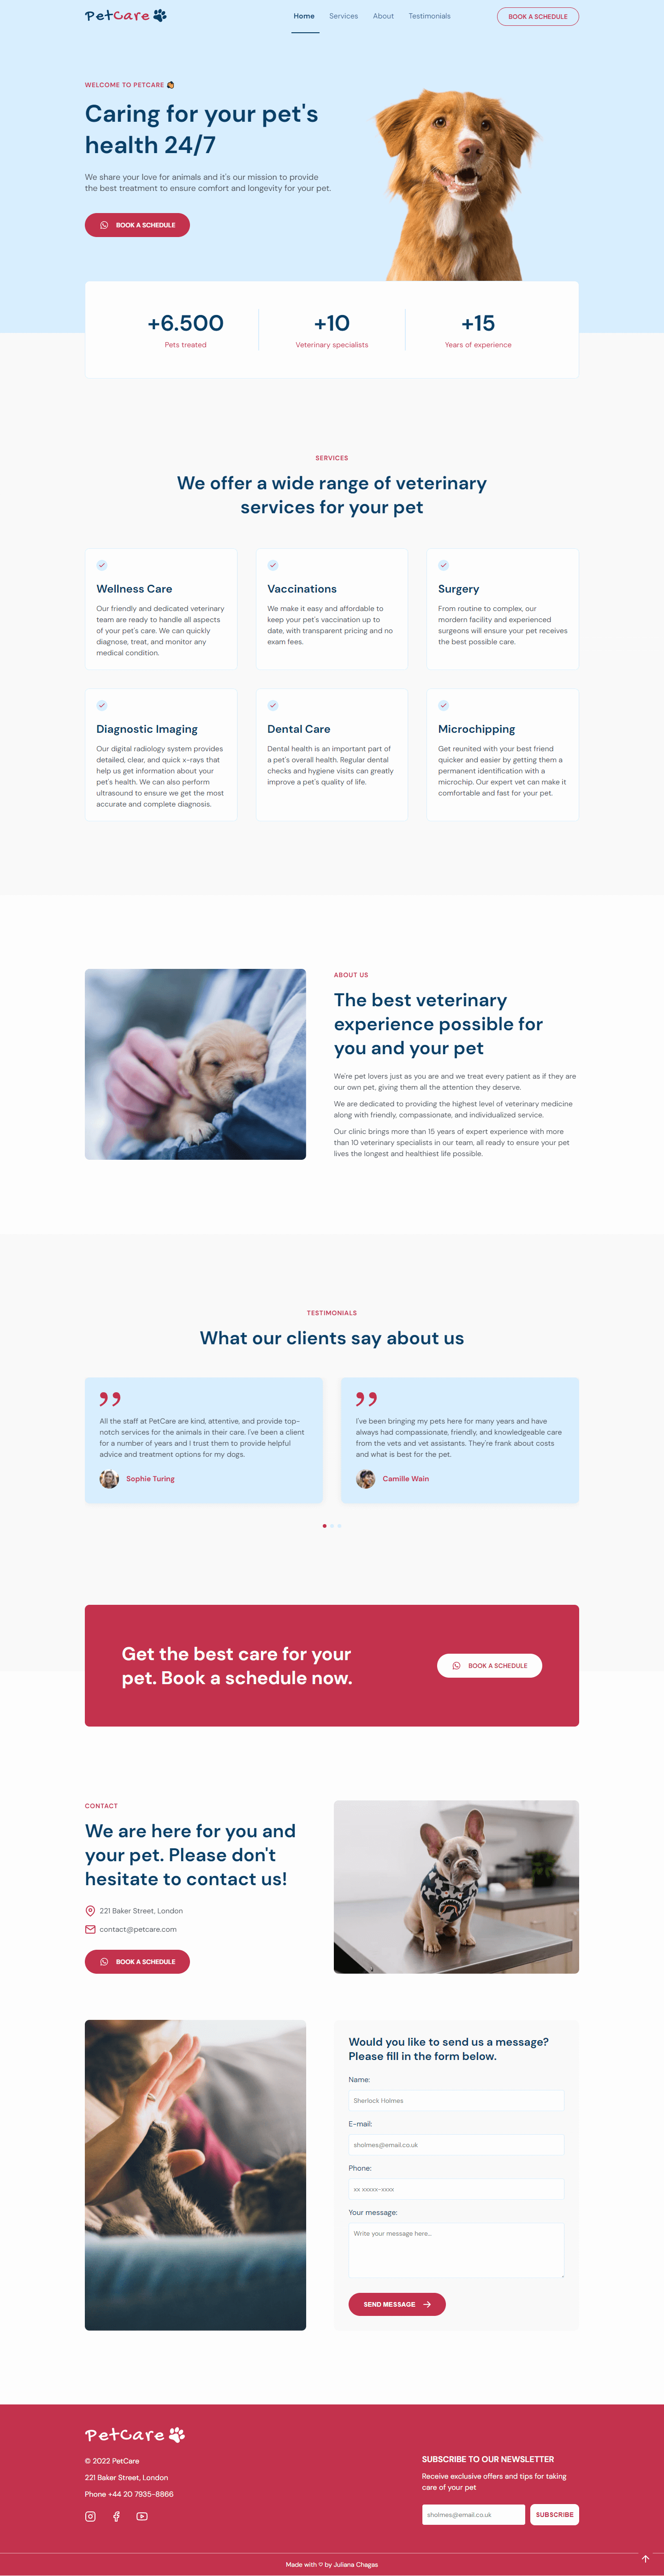 PetCare
Home
Services
About
Testimonials
BOOK A SCHEDULE
WELCOME TO PETCARE
Caring for your pet's
health 24/7
We share your love for animals and it's our mission to provide
the best treatment to ensure comfort and longevity for your pet.
BOOK A SCHEDULE
+6.500
Pets treated
+10
Veterinary specialists
+15
Years of experience
SERVICES
We offer a wide range of veterinary
services for your pet
Wellness Care
Our friendly and dedicated veterinary
team are ready to handle all aspects
of your pet's care. We can quickly
diagnose, treat, and monitor any
medical condition.
Vaccinations
We make it easy and affordable to
keep your pet's vaccination up to
date, with transparent pricing and no
exam fees.
Surgery
From routine to complex, our
mordern facility and experienced
surgeons will ensure your pet receives
the best possible care.
Diagnostic Imaging
Our digital radiology system provides
detailed, clear, and quick x-rays that
help us get information about your
pet's health. We can also perform
ultrasound to ensure we get the most
accurate and complete diagnosis.
Dental Care
Dental health is an important part of
a pet's overall health. Regular dental
checks and hygiene visits can greatly
improve a pet's quality of life.
Microchipping
Get reunited with your best friend
quicker and easier by getting them a
permanent identification with a
microchip. Our expert vet can make it
comfortable and fast for your pet.
ABOUT US
The best veterinary
experience possible for
you and your pet
We're pet lovers just as you are and we treat every patient as if they are
our own pet, giving them all the attention they deserve.
We are dedicated to providing the highest level of veterinary medicine
along with friendly, compassionate, and individualized service.
Our clinic brings more than 15 years of expert experience with more
than 10 veterinary specialists in our team, all ready to ensure your pet
lives the longest and healthiest life possible.
TESTIMONIALS
What our clients say about us
All the staff at PetCare are kind, attentive, and provide top-
notch services for the animals in their care. I've been a client
for a number of years and I trust them to provide helpful
advice and treatment options for my dogs.
Sophie Turing
I've been bringing my pets here for many years and have
always had compassionate, friendly, and knowledgeable care
from the vets and vet assistants. They're frank about costs
and what is best for the pet.
Camille Wain
Get the best care for your
pet. Book a schedule now.
BOOK A SCHEDULE
CONTACT
We are here for you and
your pet. Please don't
hesitate to contact us!
221 Baker Street, London
contact@petcare.com
BOOK A SCHEDULE
Would you like to send us a message?
Please fill in the form below.
Name:
Sherlock Holmes
E-mail:
sholmes@email.co.uk
Phone:
xx xxxxx-xxxx
Your message:
Write your message here...
SEND MESSAGE
PetCare
© 2022 PetCare
221 Baker Street, London
Phone +44 20 7935-8866
SUBSCRIBE TO OUR NEWSLETTER
Receive exclusive offers and tips for taking
care of your pet
sholmes@email.co.uk
SUBSCRIBE
Made with ♡ by Juliana Chagas